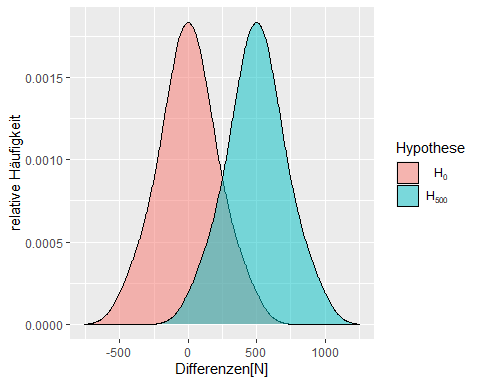 0.0015
0.0010
0.0005
0.0000
relative Häufigkeit
-500 0 500 1000
Differenzen[N]
Hypothese
H₀
H₅₀₀